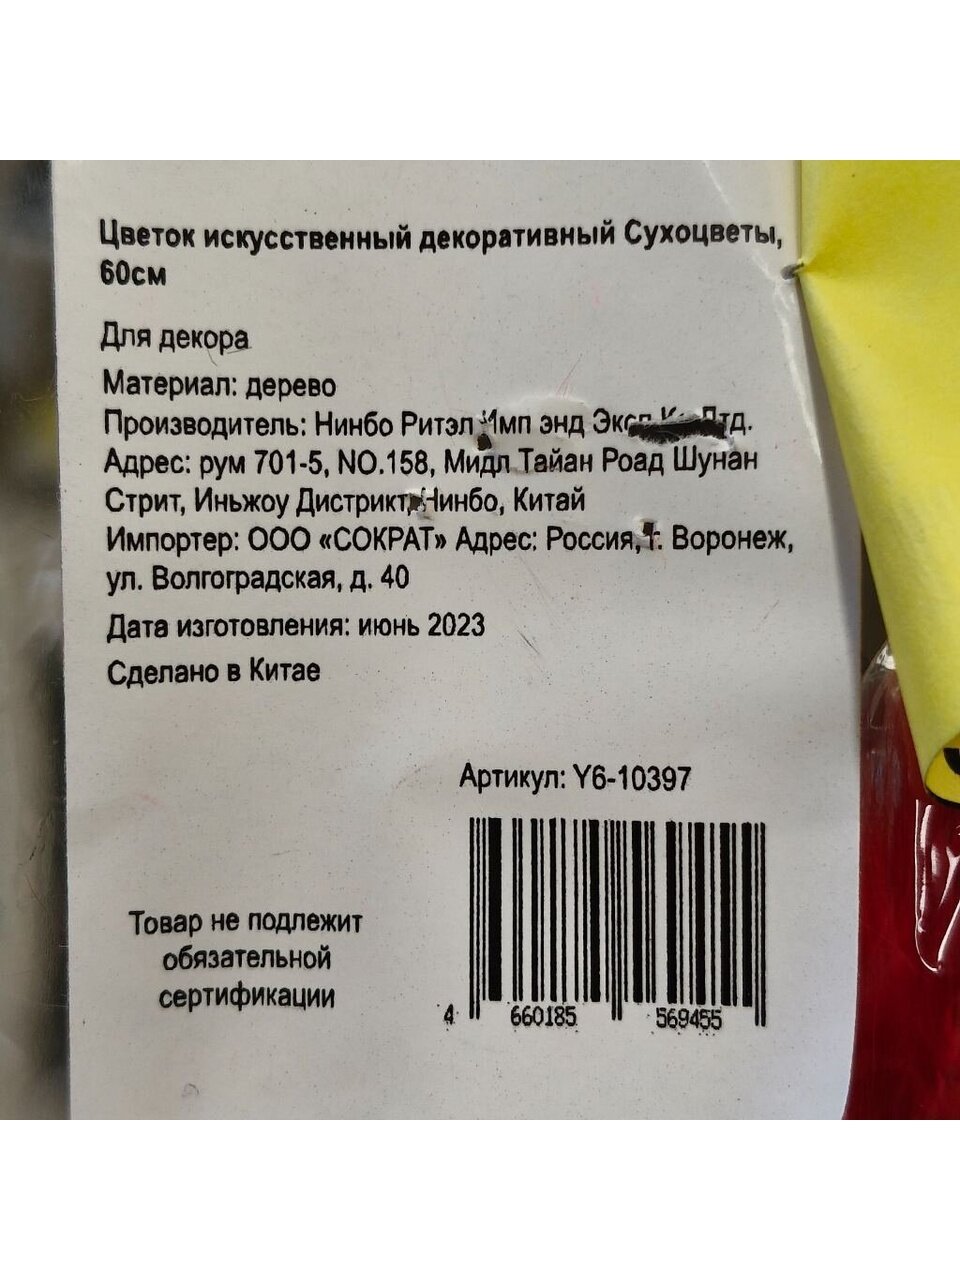 Цветок искусственный декоративный Сухоцветы,
60см
Для декора
Материал: дерево
Производитель: Нинбо Ритэл Имп энд Лтд.
Адрес: рум 701-5, NO.158, Мидл Тайан Роад Шунан
Стрит, Иньжоу Дистрикт, Нинбо, Китай
Импортер: ООО «СОКРАТ» Адрес: Россия, г. Воронеж,
ул. Волгоградская, д. 40
Дата изготовления: июнь 2023
Сделано в Китае
Артикул: Y6-10397
Товар не подлежит
обязательной
сертификации
4 660185 569455